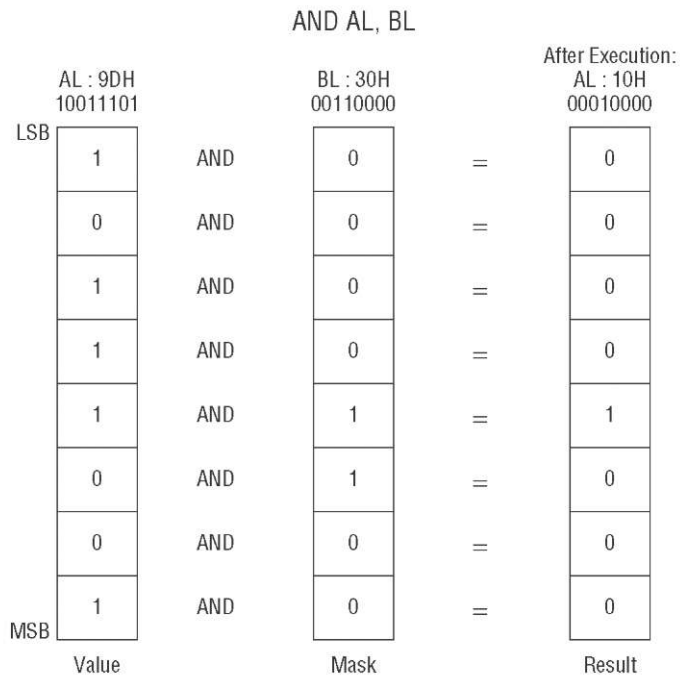 AND AL, BL
After Execution:
AL : 9DH BL : 30H AL : 10H
10011101 00110000 00010000
LSB
1 AND 0 = 0
0 AND 0 = 0
1 AND 0 = 0
1 AND 0 = 0
1 AND 1 = 1
0 AND 1 = 0
0 AND 0 = 0
1 AND 0 = 0
MSB
Value Mask Result